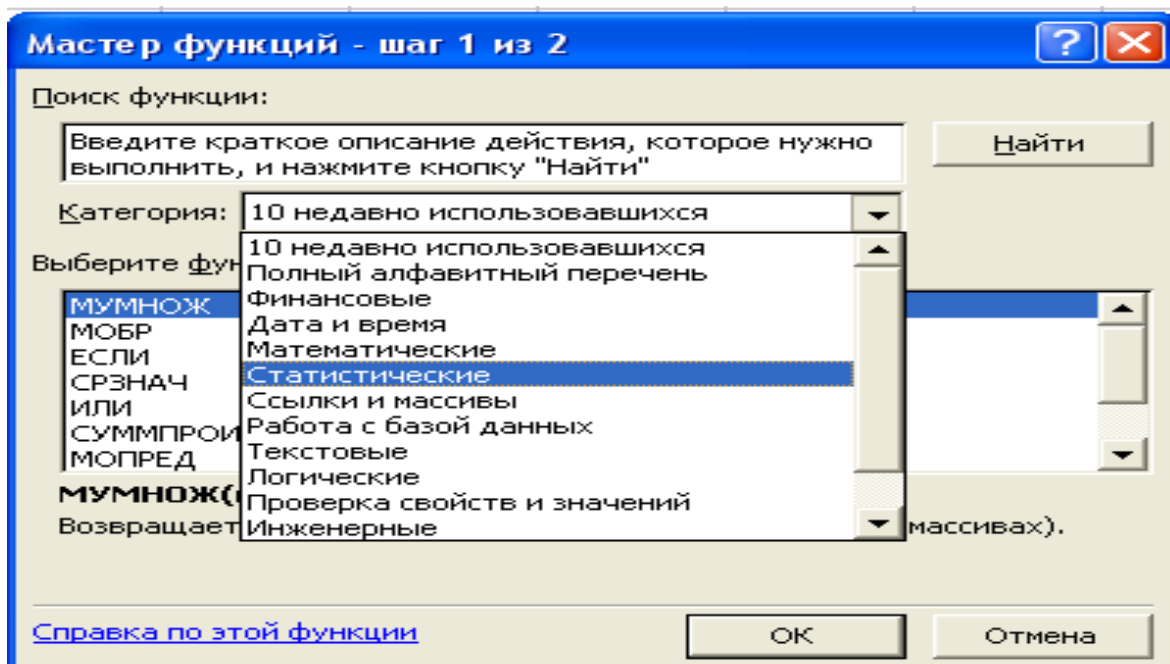 Мастер функций - шаг 1 из 2
Поиск функции:
Введите краткое описание действия, которое нужно
выполнить, и нажмите кнопку "Найти"
Найти
Категория: 10 недавно использовавшихся
10 недавно использовавшихся
Полный алфавитный перечень
Финансовые
Дата и время
Математические
Статистические
Ссылки и массивы
Работа с базой данных
Текстовые
Логические
Проверка свойств и значений
Инженерные
Выберите
МУМНОЖ
МОБР
ЕСЛИ
СРЗНАЧ
ИЛИ
МОПРЕД
МУМНОЖ(
Возвращает массивах).
Справка по этой функции
ОК
Отмена